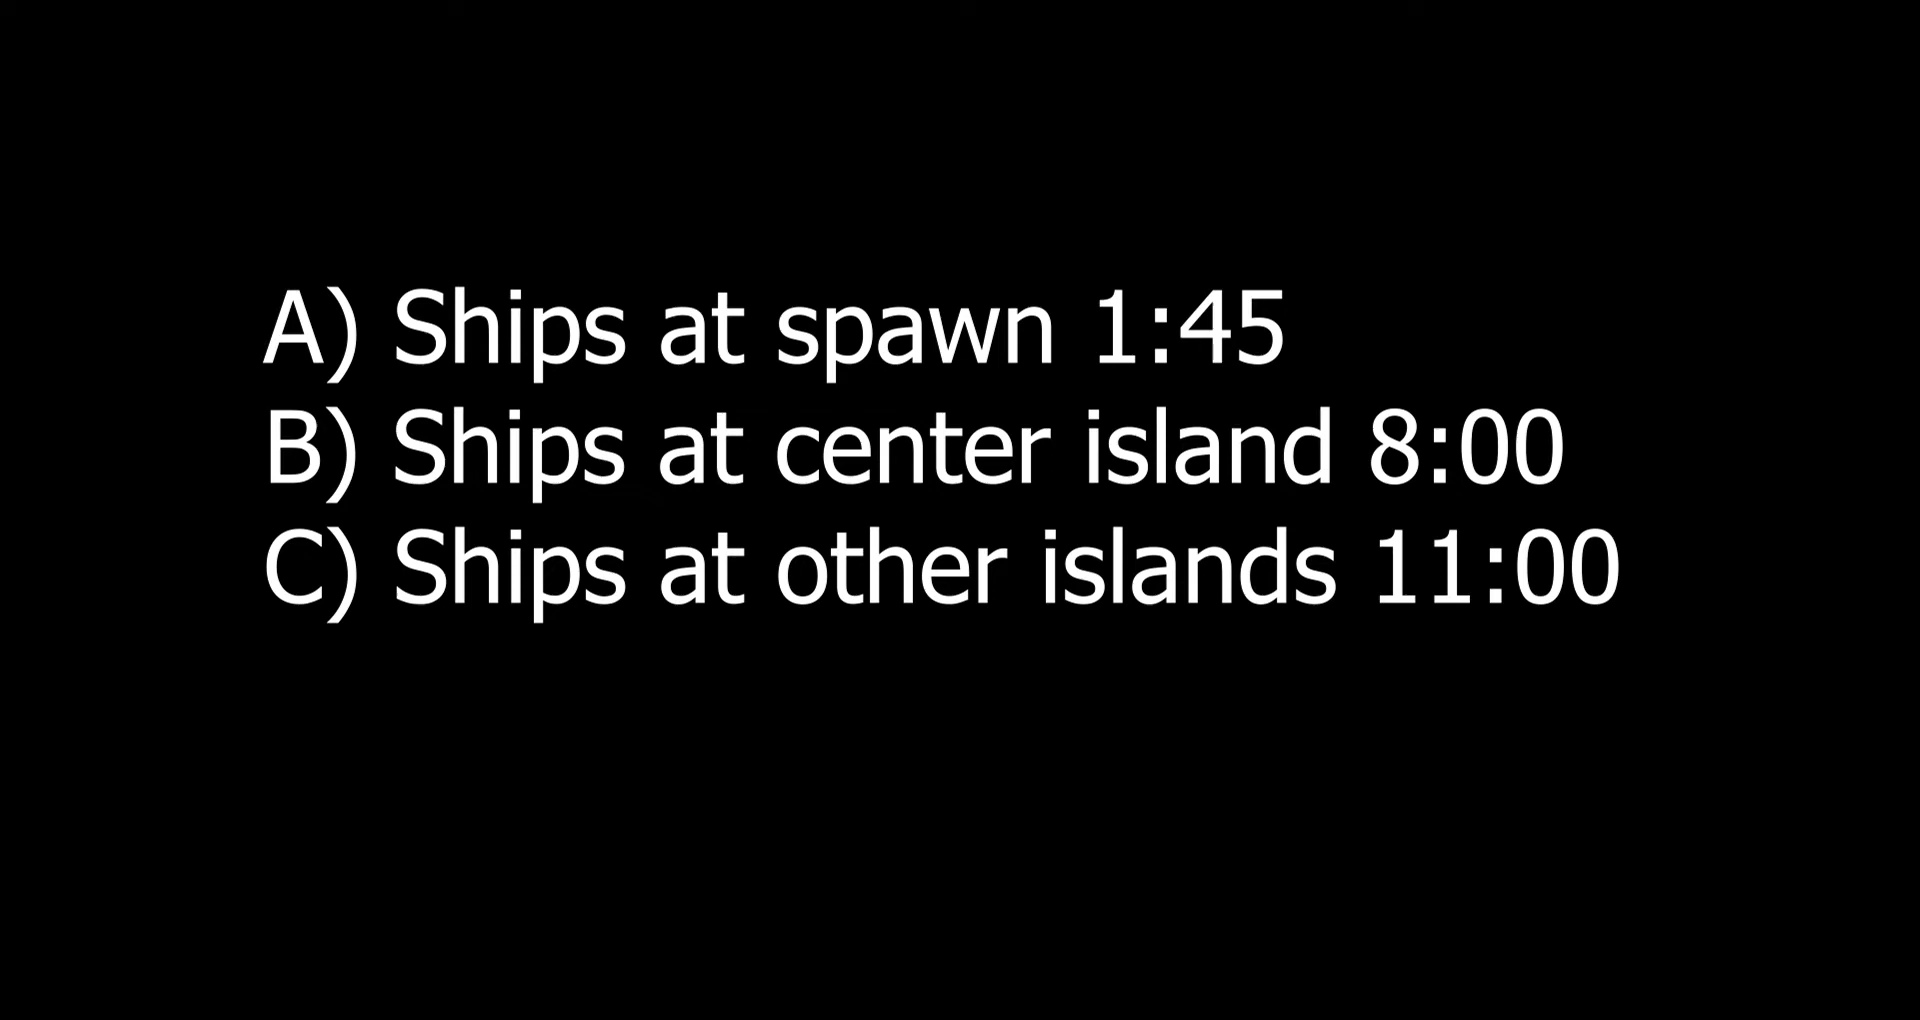 A) Ships at spawn 1:45
B) Ships at center island 8:00
C) Ships at other islands 11:00